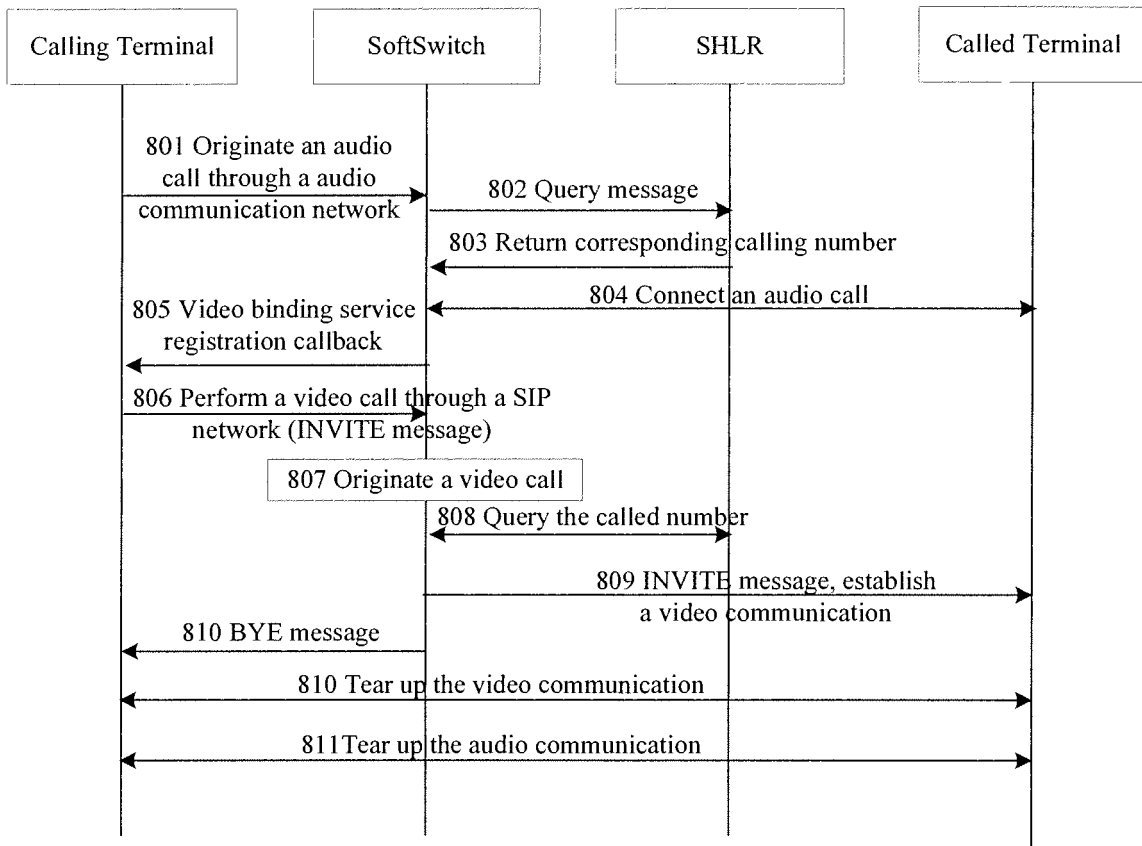 Calling Terminal
SoftSwitch
SHLR
Called Terminal
801 Originate an audio
call through a audio
communication network
802 Query message
803 Return corresponding calling number
804 Connect an audio call
805 Video binding service
registration callback
806 Perform a video call through a SIP
network (INVITE message)
807 Originate a video call
808 Query the called number
809 INVITE message, establish
a video communication
810 BYE message
810 Tear up the video communication
811Tear up the audio communication